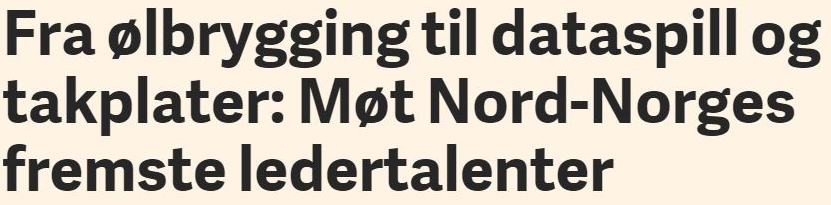 Fra ølbrygging til dataspill og
takplater: Møt Nord-Norges
fremste ledertalenter